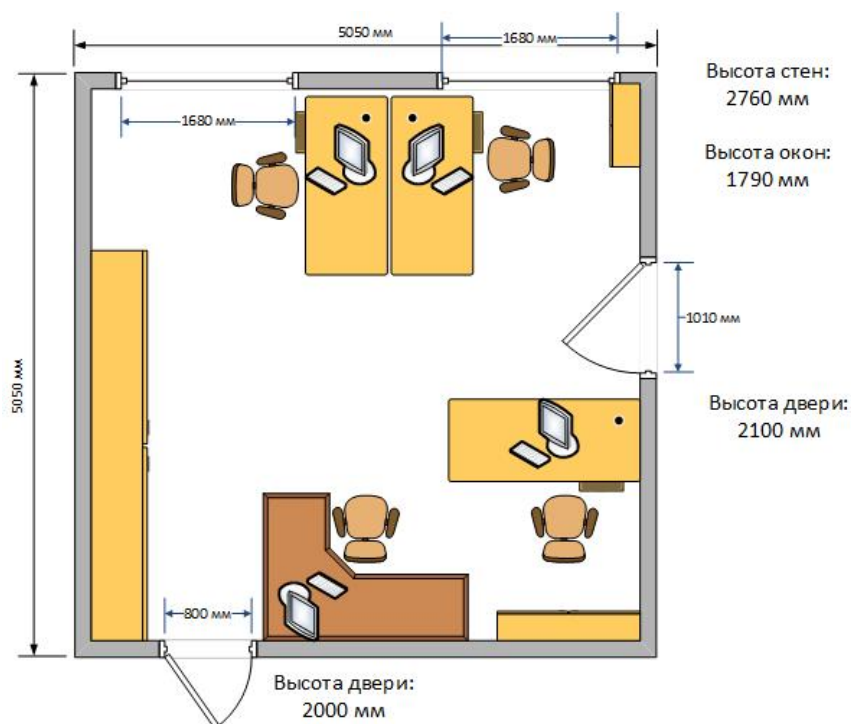 5050 мм
1680 мм
Высота стен:
2760 мм
1680 мм
Высота окон:
1790 мм
1010 мм
5050 мм
Высота двери:
2100 мм
800 мм
Высота двери:
2000 мм